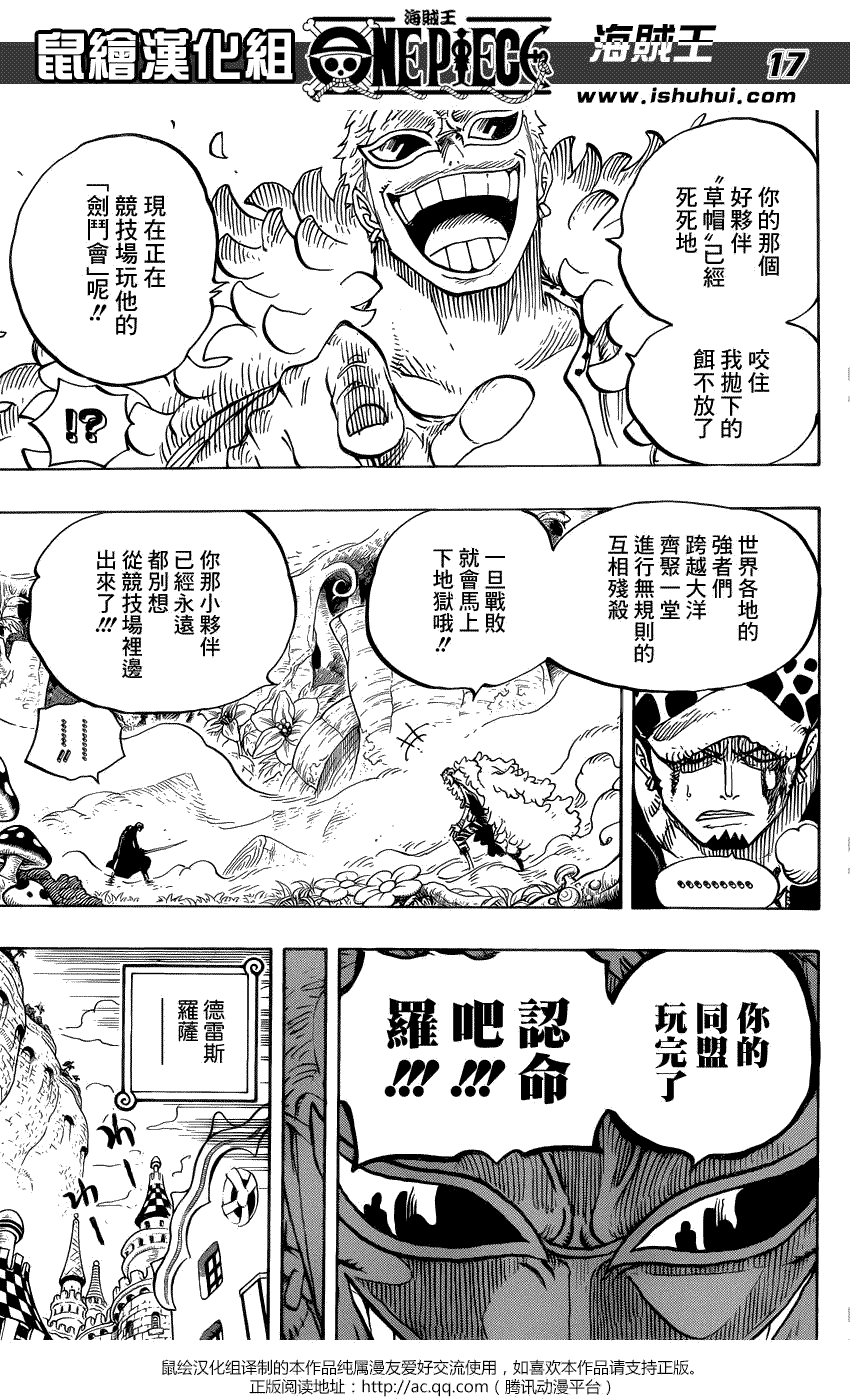 鼠繪漢化組
海賊王
ONE PIECE
海賊王
17
www.ishuhui.com
你的那個
好夥伴
〝草帽〞已經
死死地
咬住
我拋下的
餌不放了
現在正在
競技場玩他的
「劍鬥會」呢!!
!?
世界各地的
強者們
跨越大洋
齊聚一堂
進行無規則的
互相殘殺
一旦戰敗
就會馬上
下地獄哦!!
你那小夥伴
已經永遠
都別想
從競技場裡邊
出來了!!!
你的
同盟
玩完了
認命
吧!!!
羅!!!
德雷斯
羅薩
——
わー
わー
鼠绘汉化组译制的本作品纯属漫友爱好交流使用，如喜欢本作品请支持正版。
正版阅读地址：http://ac.qq.com（腾讯动漫平台）